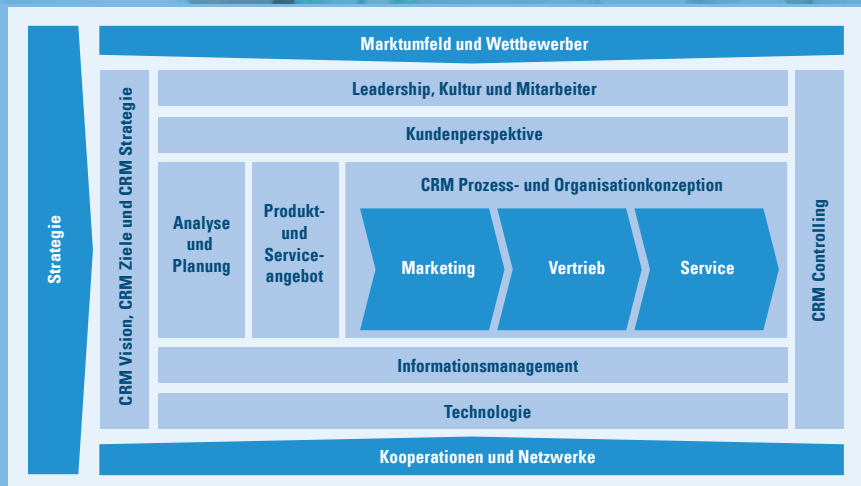 Marktumfeld und Wettbewerber
Strategie
CRM Vision, CRM Ziele und CRM Strategie
Leadership, Kultur und Mitarbeiter
Kundenperspektive
Analyse
und
Planung
Produkt-
und
Service-
angebot
CRM Prozess- und Organisationkonzeption
Marketing
Vertrieb
Service
CRM Controlling
Informationsmanagement
Technologie
Kooperationen und Netzwerke